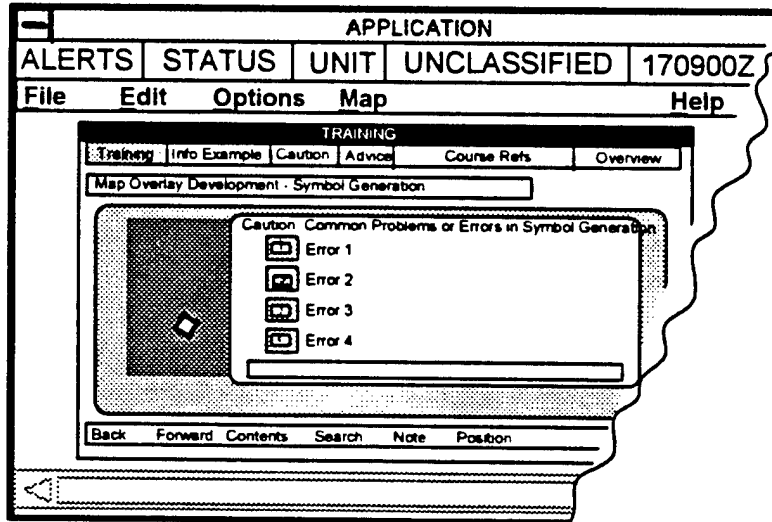 APPLICATION
ALERTS STATUS UNIT UNCLASSIFIED 170900Z
File Edit Options Map Help
TRAINING
Training Info Example Caution Advice Course Refs Overview
Map Overlay Development - Symbol Generation
Caution Common Problems or Errors in Symbol Generation
Error 1
Error 2
Error 3
Error 4
Back Forward Contents Search Note Position